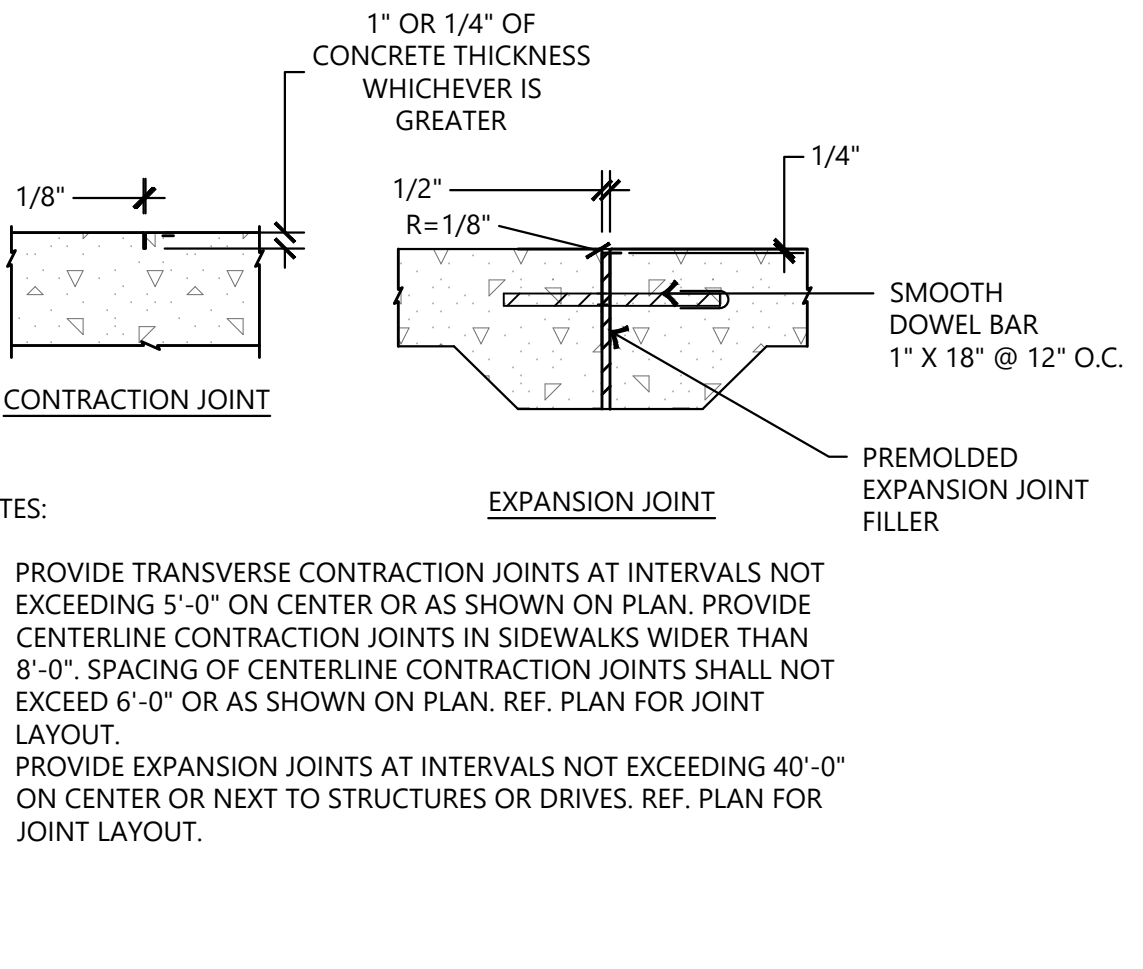 1" OR 1/4" OF
CONCRETE THICKNESS
WHICHEVER IS
GREATER
1/8"
CONTRACTION JOINT
1/2"
R=1/8"
1/4"
SMOOTH
DOWEL BAR
1" X 18" @ 12" O.C.
PREMOLDED
EXPANSION JOINT
FILLER
EXPANSION JOINT
TES:
PROVIDE TRANSVERSE CONTRACTION JOINTS AT INTERVALS NOT
EXCEEDING 5'-0" ON CENTER OR AS SHOWN ON PLAN. PROVIDE
CENTERLINE CONTRACTION JOINTS IN SIDEWALKS WIDER THAN
8'-0". SPACING OF CENTERLINE CONTRACTION JOINTS SHALL NOT
EXCEED 6'-0" OR AS SHOWN ON PLAN. REF. PLAN FOR JOINT
LAYOUT.
PROVIDE EXPANSION JOINTS AT INTERVALS NOT EXCEEDING 40'-0"
ON CENTER OR NEXT TO STRUCTURES OR DRIVES. REF. PLAN FOR
JOINT LAYOUT.